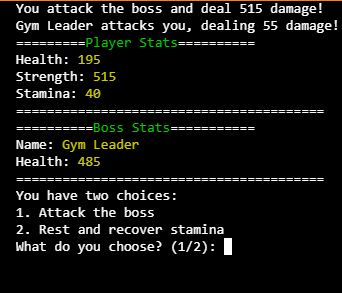 You attack the boss and deal 515 damage!
Gym Leader attacks you, dealing 55 damage!
=========Player Stats==========
Health: 195
Strength: 515
Stamina: 40
========================================
==========Boss Stats===========
Name: Gym Leader
Health: 485
========================================
You have two choices:
1. Attack the boss
2. Rest and recover stamina
What do you choose? (1/2):